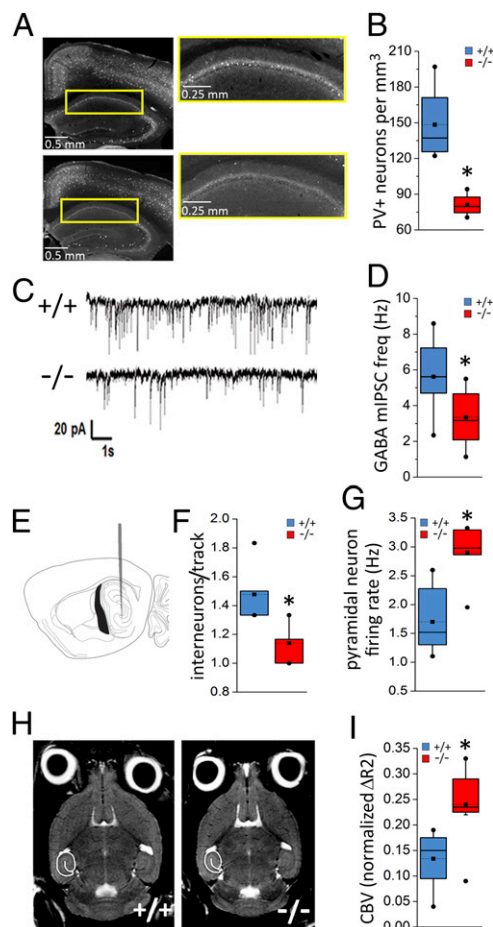 A
0.5 mm
0.25 mm
0.5 mm
0.25 mm
B
PV+ neurons per mm³
210
180
150
120
90
60
+/+
-/-
*
C
+/+
-/-
20 pA
1s
D
GABA mIPSC freq (Hz)
10
8
6
4
2
0
+/+
-/-
*
E
F
interneurons/track
2.0
1.8
1.6
1.4
1.2
1.0
0.8
+/+
-/-
*
G
pyramidal neuron
firing rate (Hz)
3.5
3.0
2.5
2.0
1.5
1.0
0.5
+/+
-/-
*
H
+/+
-/-
I
CBV (normalized ΔR2)
0.35
0.30
0.25
0.20
0.15
0.10
0.05
0.00
+/+
-/-
*